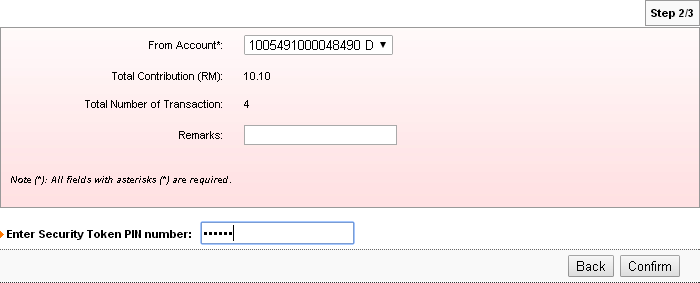 Step 2/3
From Account*: 1005491000048490 D
Total Contribution (RM): 10.10
Total Number of Transaction: 4
Remarks:
Note (*): All fields with asterisks (*) are required.
Enter Security Token PIN number: ••••••
Back Confirm